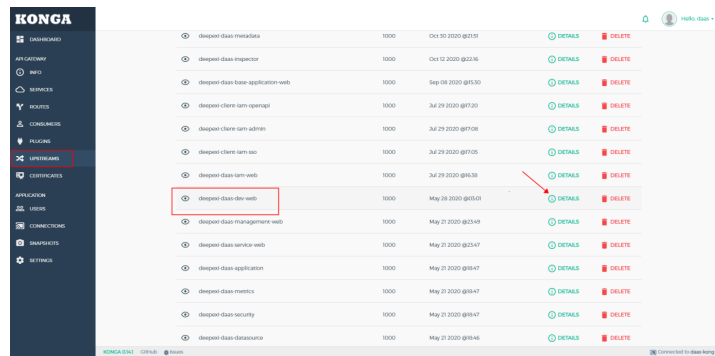 KONGA
Hello, daas
DASHBOARD
API GATEWAY
INFO
SERVICES
ROUTES
CONSUMERS
PLUGINS
UPSTREAMS
CERTIFICATES
APPLICATION
USERS
CONNECTIONS
SNAPSHOTS
SETTINGS
deepexi-daas-metadata 1000 Oct 30 2020 @21:51 DETAILS DELETE
deepexi-daas-inspector 1000 Oct 12 2020 @22:16 DETAILS DELETE
deepexi-daas-base-application-web 1000 Sep 08 2020 @15:30 DETAILS DELETE
deepexi-client-iam-openapi 1000 Jul 29 2020 @17:20 DETAILS DELETE
deepexi-client-iam-admin 1000 Jul 29 2020 @17:08 DETAILS DELETE
deepexi-client-iam-sso 1000 Jul 29 2020 @17:05 DETAILS DELETE
deepexi-daas-iam-web 1000 Jul 29 2020 @16:38 DETAILS DELETE
deepexi-daas-dev-web 1000 May 28 2020 @03:01 DETAILS DELETE
deepexi-daas-management-web 1000 May 21 2020 @23:49 DETAILS DELETE
deepexi-daas-service-web 1000 May 21 2020 @23:47 DETAILS DELETE
deepexi-daas-application 1000 May 21 2020 @18:47 DETAILS DELETE
deepexi-daas-metrics 1000 May 21 2020 @18:47 DETAILS DELETE
deepexi-daas-security 1000 May 21 2020 @18:47 DETAILS DELETE
deepexi-daas-datasource 1000 May 21 2020 @18:46 DETAILS DELETE
KONGA 0.14.1 GitHub Issues Connected to daas-kong